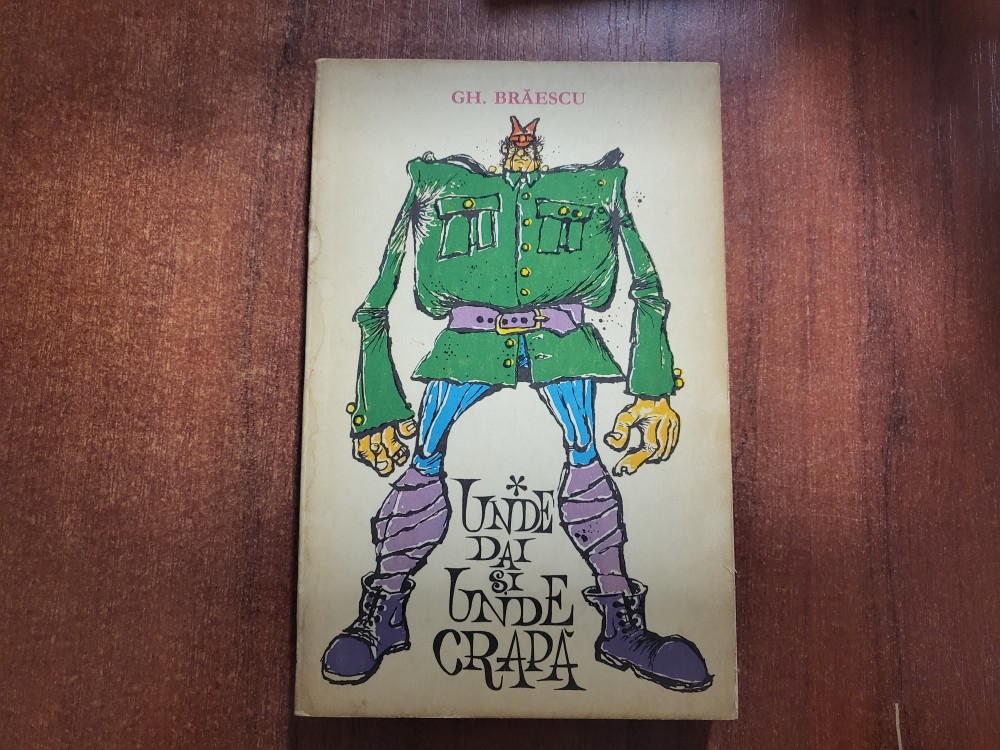 GH. BRĂESCU
UNDE
DAI
ȘI
UNDE
CRAPĂ